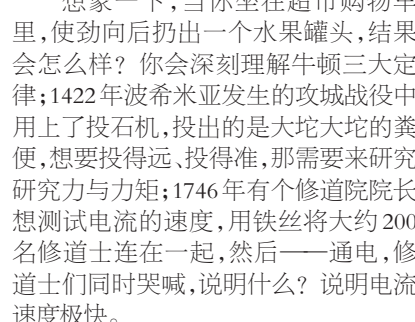 想象一下,当你坐在超市购物车
里,使劲向后扔出一个水果罐头,结果
会怎么样？你会深刻理解牛顿三大定
律;1422年波希米亚发生的攻城战役中
用上了投石机,投出的是大坨大坨的粪
便,想要投得远、投得准,那需要来研究
研究力与力矩;1746年有个修道院院长
想测试电流的速度,用铁丝将大约200
名修道士连在一起,然后——通电,修
道士们同时哭喊,说明什么？说明电流
速度极快。